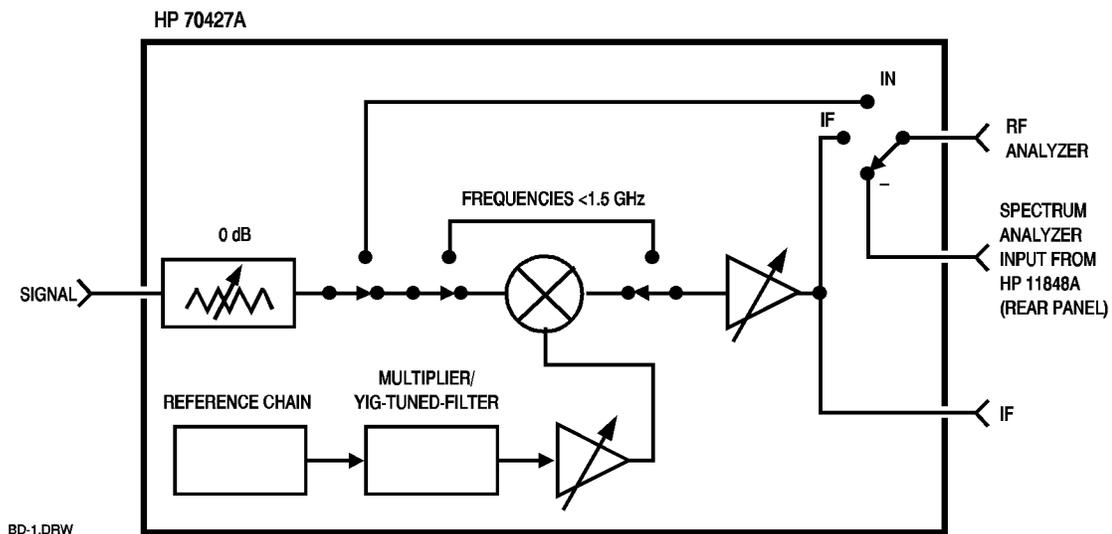 HP 70427A
IN
IF
RF
ANALYZER
FREQUENCIES <1.5 GHz
–
SPECTRUM
ANALYZER
INPUT FROM
HP 11848A
(REAR PANEL)
0 dB
SIGNAL
MULTIPLIER/
YIG-TUNED-FILTER
REFERENCE CHAIN
IF
BD-1.DRW